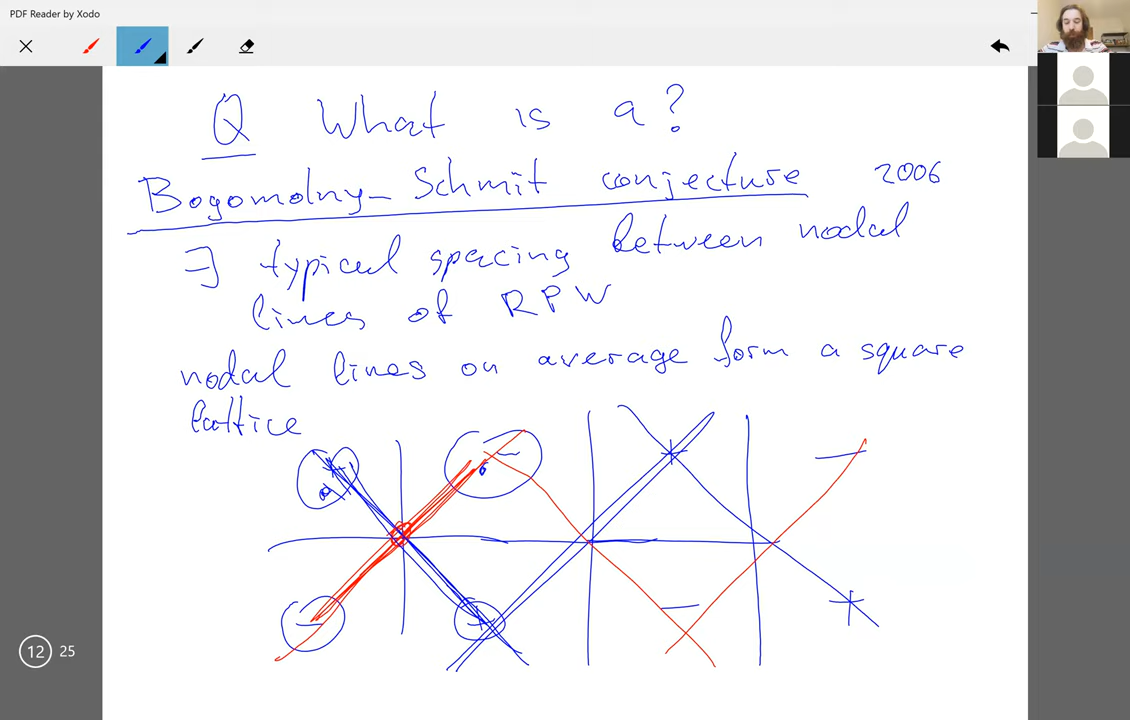 PDF Reader by Xodo
Q What is a?
Bogomolny-Schmit conjecture 2006
∃ typical spacing between nodal
lines of RPW
nodal lines on average form a square
lattice
+ − + −
− + − +
12 25